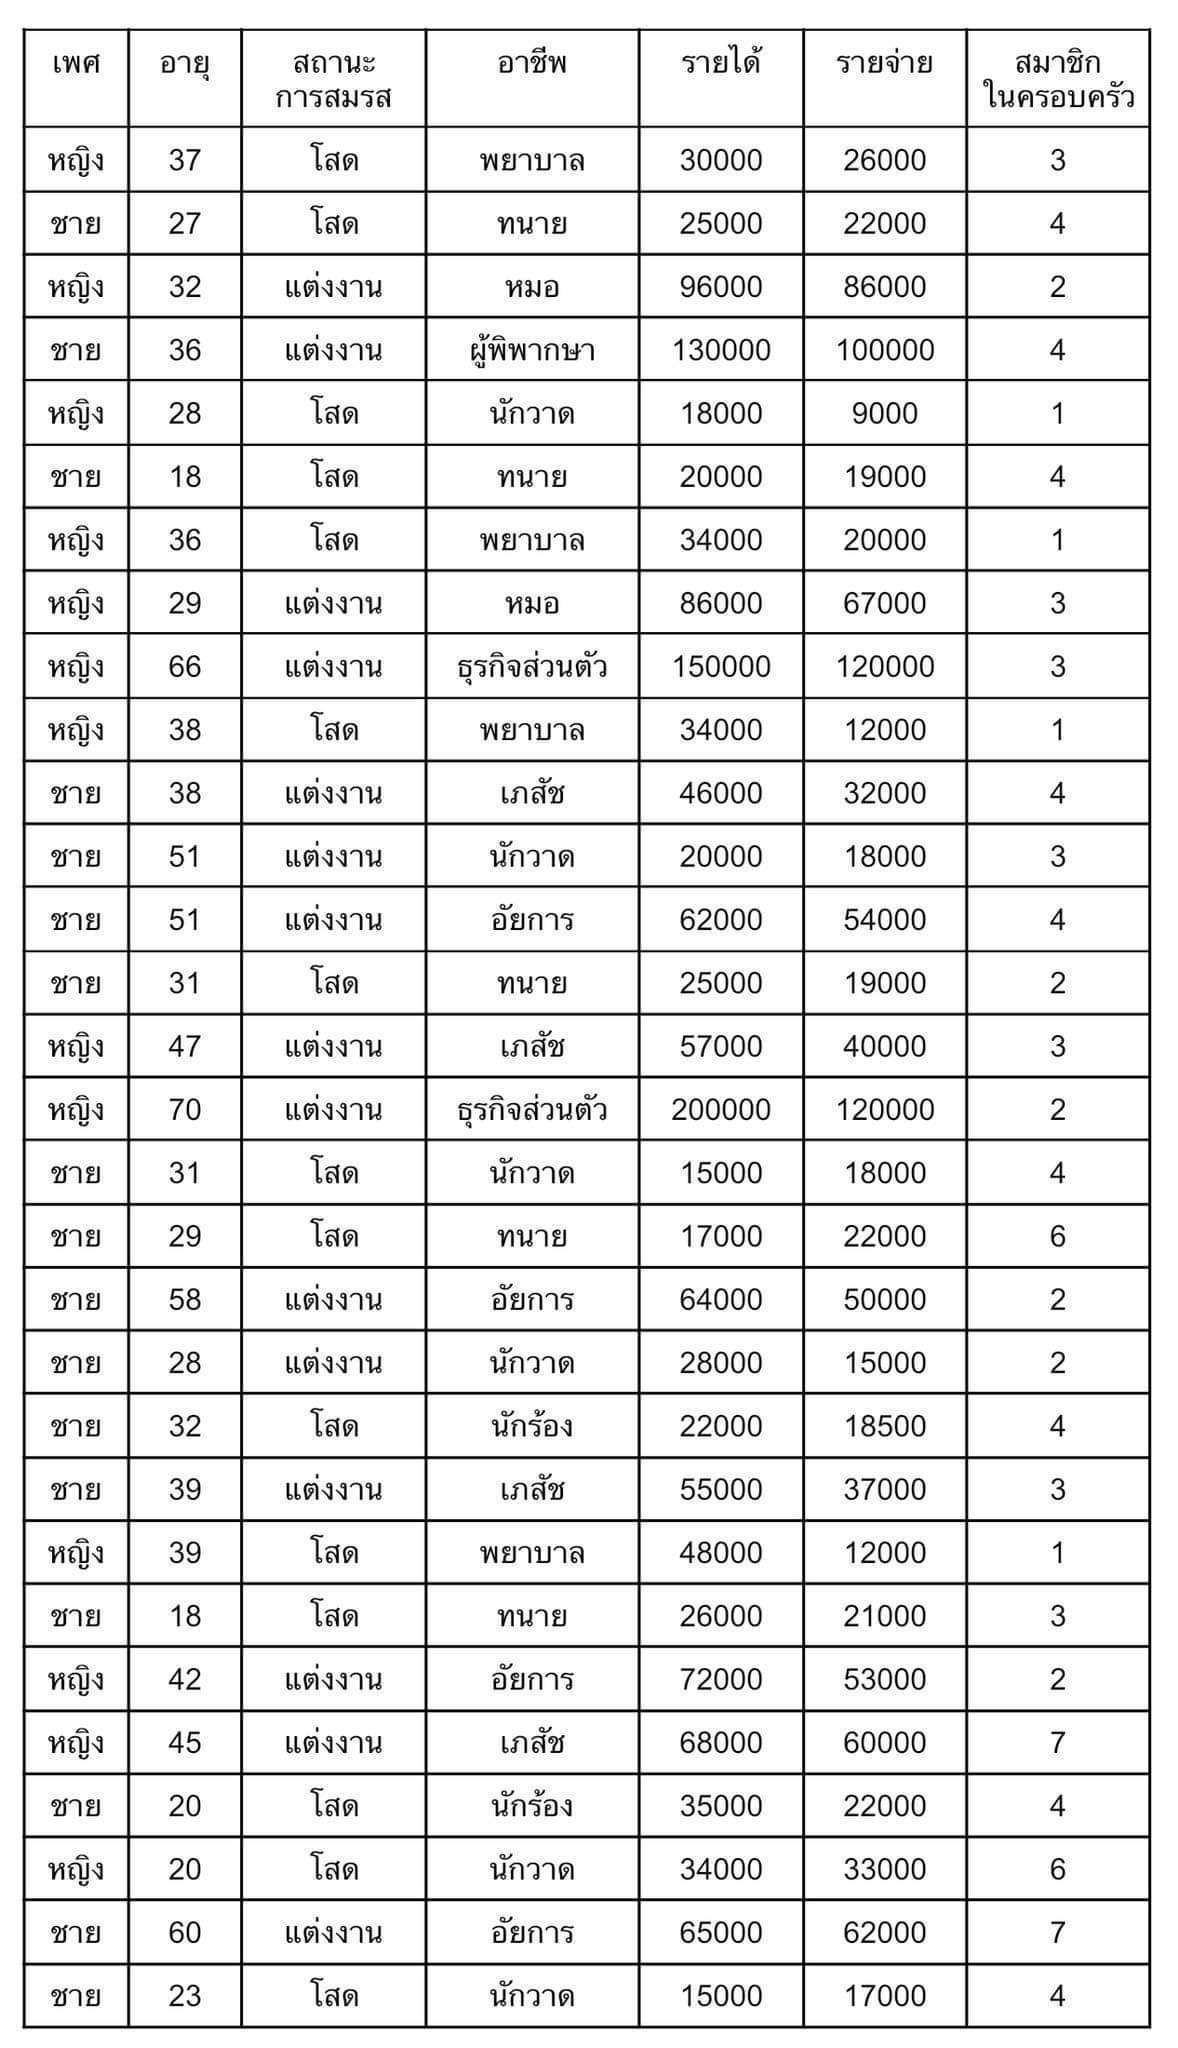 เพศ อายุ สถานะการสมรส อาชีพ รายได้ รายจ่าย สมาชิกในครอบครัว
หญิง 37 โสด พยาบาล 30000 26000 3
ชาย 27 โสด ทนาย 25000 22000 4
หญิง 32 แต่งงาน หมอ 96000 86000 2
ชาย 36 แต่งงาน ผู้พิพากษา 130000 100000 4
หญิง 28 โสด นักวาด 18000 9000 1
ชาย 18 โสด ทนาย 20000 19000 4
หญิง 36 โสด พยาบาล 34000 20000 1
หญิง 29 แต่งงาน หมอ 86000 67000 3
หญิง 66 แต่งงาน ธุรกิจส่วนตัว 150000 120000 3
หญิง 38 โสด พยาบาล 34000 12000 1
ชาย 38 แต่งงาน เภสัช 46000 32000 4
ชาย 51 แต่งงาน นักวาด 20000 18000 3
ชาย 51 แต่งงาน อัยการ 62000 54000 4
ชาย 31 โสด ทนาย 25000 19000 2
หญิง 47 แต่งงาน เภสัช 57000 40000 3
หญิง 70 แต่งงาน ธุรกิจส่วนตัว 200000 120000 2
ชาย 31 โสด นักวาด 15000 18000 4
ชาย 29 โสด ทนาย 17000 22000 6
ชาย 58 แต่งงาน อัยการ 64000 50000 2
ชาย 28 แต่งงาน นักวาด 28000 15000 2
ชาย 32 โสด นักร้อง 22000 18500 4
ชาย 39 แต่งงาน เภสัช 55000 37000 3
หญิง 39 โสด พยาบาล 48000 12000 1
ชาย 18 โสด ทนาย 26000 21000 3
หญิง 42 แต่งงาน อัยการ 72000 53000 2
หญิง 45 แต่งงาน เภสัช 68000 60000 7
ชาย 20 โสด นักร้อง 35000 22000 4
หญิง 20 โสด นักวาด 34000 33000 6
ชาย 60 แต่งงาน อัยการ 65000 62000 7
ชาย 23 โสด นักวาด 15000 17000 4